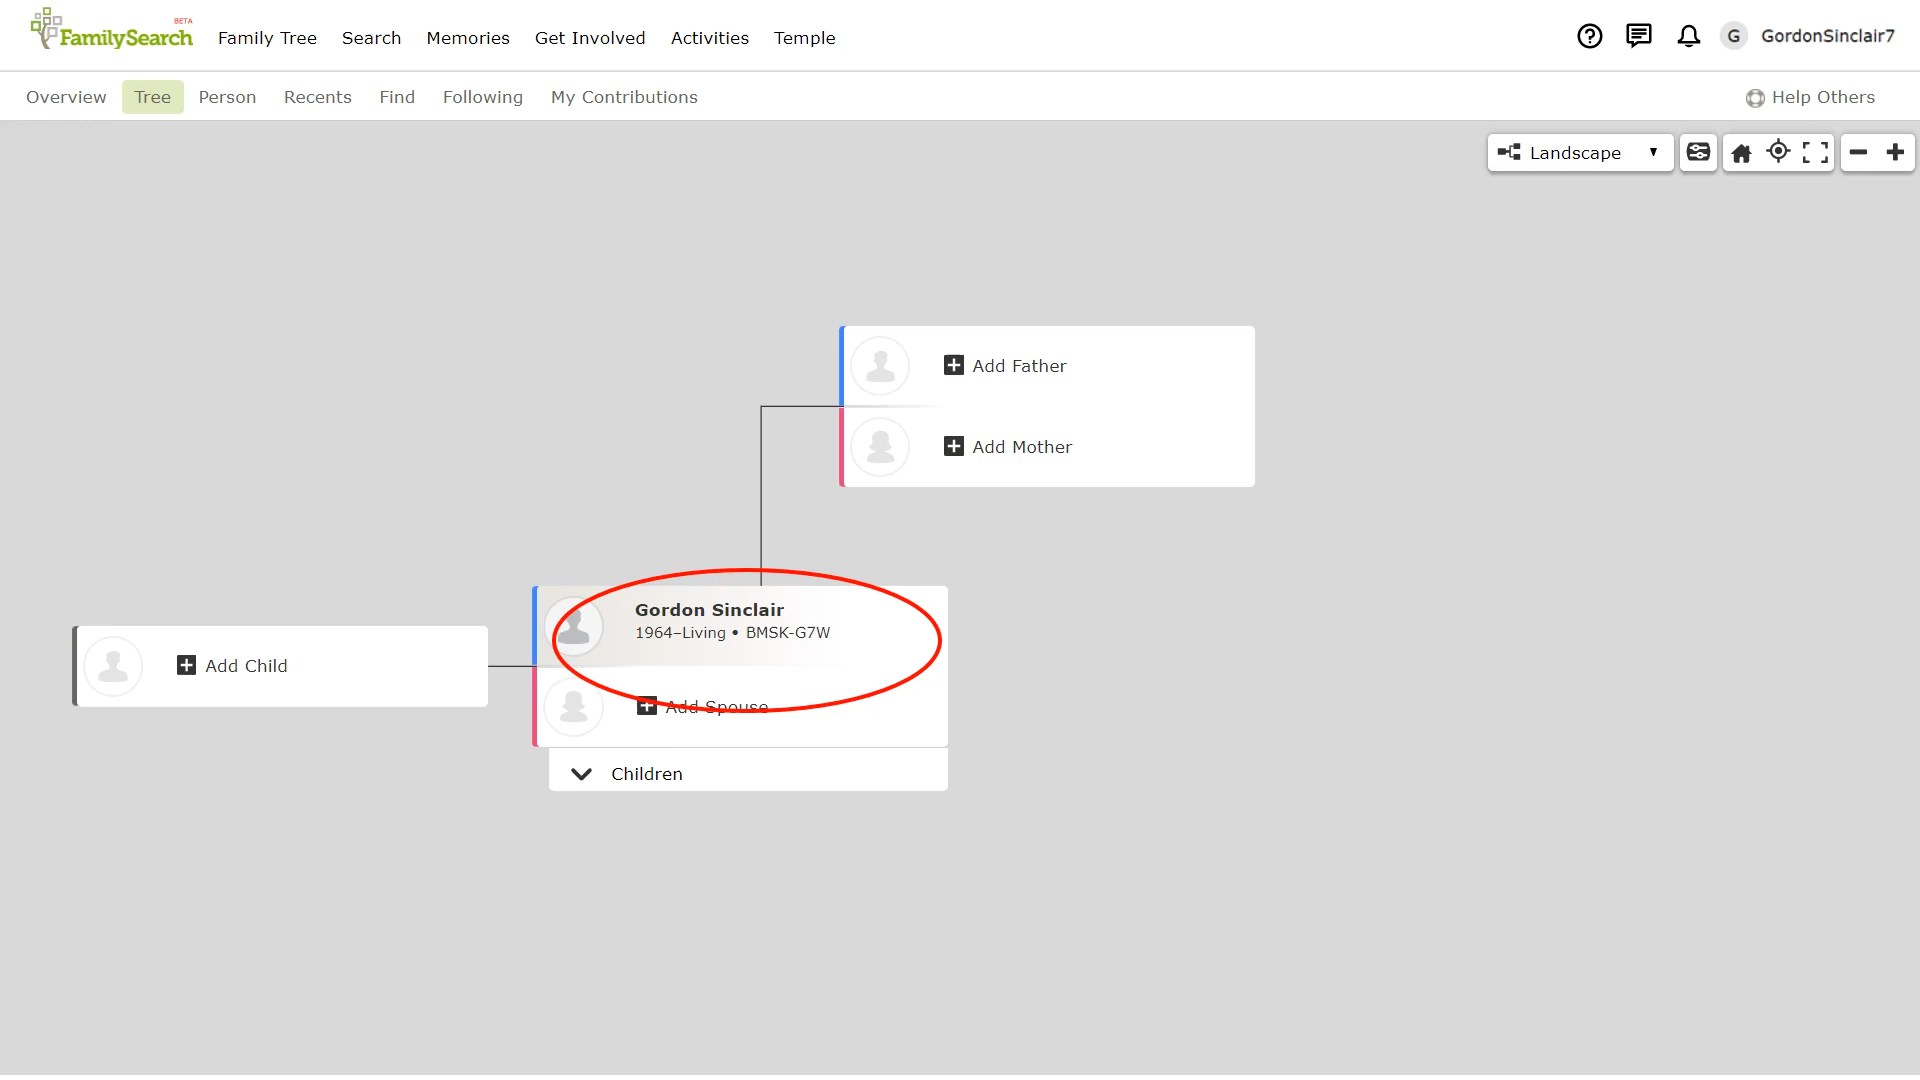 BETA
FamilySearch Family Tree Search Memories Get Involved Activities Temple G GordonSinclair7
Overview Tree Person Recents Find Following My Contributions Help Others
Landscape
Add Father
Add Mother
Gordon Sinclair
1964–Living • BMSK-G7W
Add Child
Add Spouse
Children